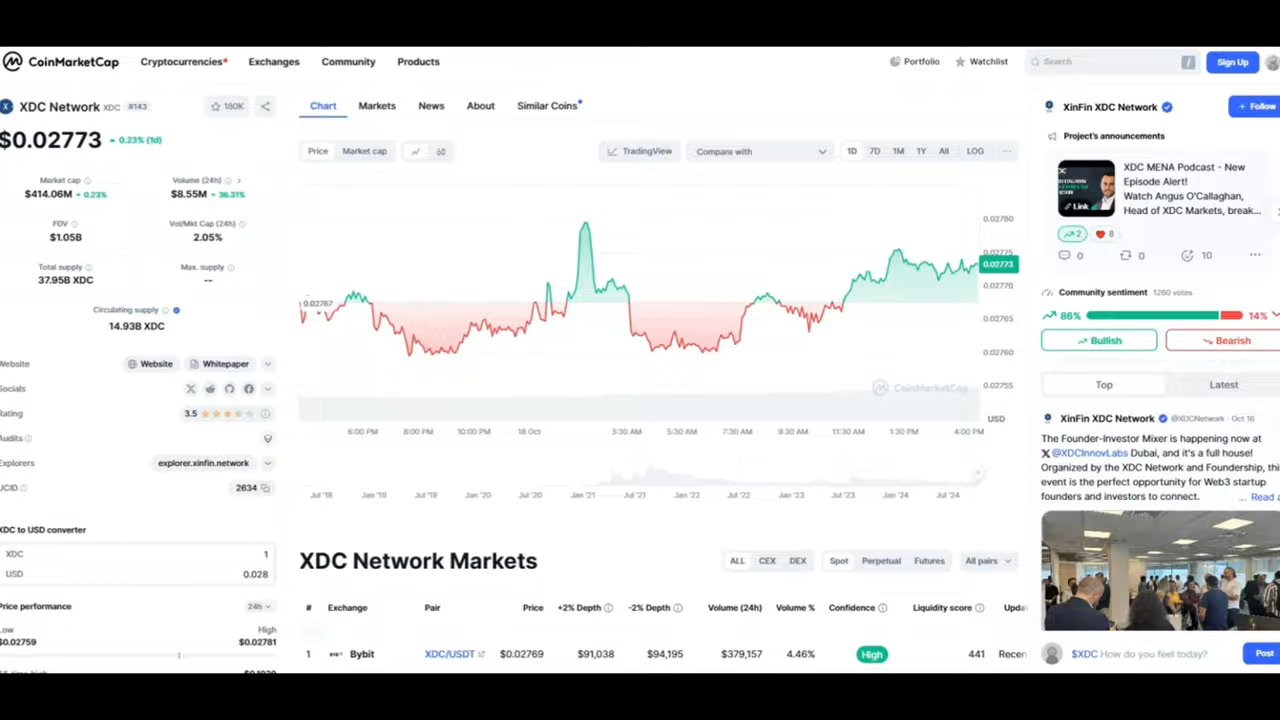 CoinMarketCap
Cryptocurrencies Exchanges Community Products
Portfolio Watchlist Search / Sign Up
XDC Network XDC #143 180K
$0.02773 0.23% (1d)
Market cap Volume (24h)
$414.06M 0.23% $8.55M 36.31%
FDV Vol/Mkt Cap (24h)
$1.05B 2.05%
Total supply Max. supply
37.95B XDC --
Circulating supply
14.93B XDC
Website Website Whitepaper
Socials
Rating 3.5
Audits
Explorers explorer.xinfin.network
UCID 2634
XDC to USD converter
XDC 1
USD 0.028
Price performance 24h
Low High
$0.02759 $0.02781
Chart Markets News About Similar Coins
Price Market cap TradingView Compare with 1D 7D 1M 1Y All LOG
0.02780
0.02775
0.02773
0.02770
0.02767
0.02765
0.02760
0.02755
CoinMarketCap
USD
6:00 PM 8:00 PM 10:00 PM 18 Oct 3:30 AM 5:30 AM 7:30 AM 9:30 AM 11:30 AM 1:30 PM 4:00 PM
Jul '18 Jan '19 Jul '19 Jan '20 Jul '20 Jan '21 Jul '21 Jan '22 Jul '22 Jan '23 Jul '23 Jan '24 Jul '24
XDC Network Markets
ALL CEX DEX Spot Perpetual Futures All pairs
# Exchange Pair Price +2% Depth -2% Depth Volume (24h) Volume % Confidence Liquidity score Upda
1 Bybit XDC/USDT $0.02769 $91,038 $94,195 $379,157 4.46% High 441 Recen
XinFin XDC Network + Follow
Project's announcements
XDC MENA Podcast - New
Episode Alert!
Watch Angus O'Callaghan,
Head of XDC Markets, break...
Link
2 8
0 0 10
Community sentiment 1260 votes
86% 14%
Bullish Bearish
Top Latest
XinFin XDC Network @XDCNetwork · Oct 16
The Founder-Investor Mixer is happening now at
@XDCInnovLabs Dubai, and it's a full house!
Organized by the XDC Network and Foundership, this
event is the perfect opportunity for Web3 startup
founders and investors to connect. ... Read a
$XDC How do you feel today? Post